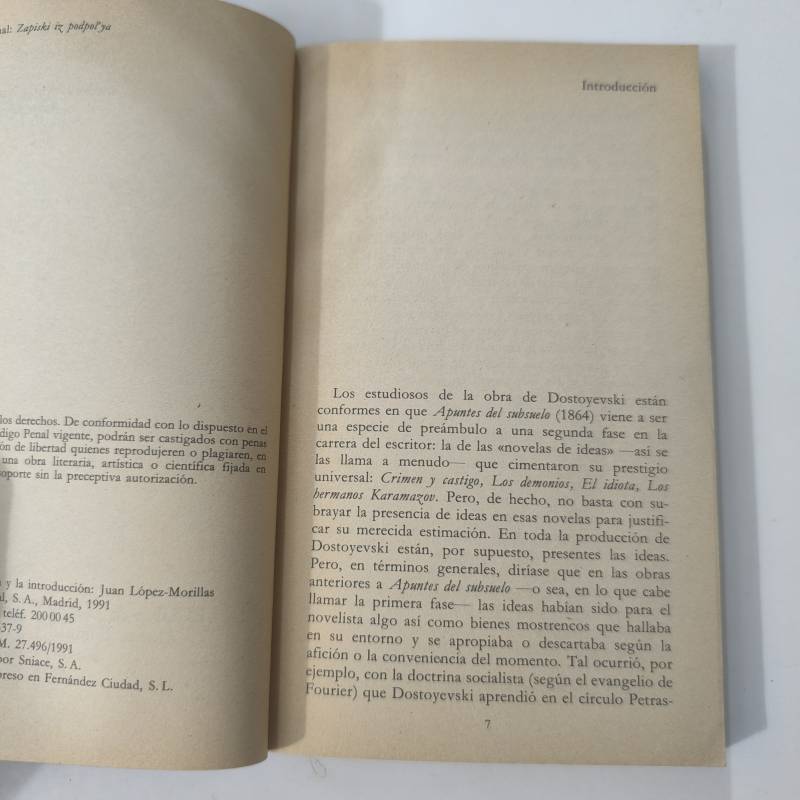 nal: Zapiski iz podpol'ya
los derechos. De conformidad con lo dispuesto en el
digo Penal vigente, podrán ser castigados con penas
ón de libertad quienes reprodujeren o plagiaren, en
una obra literaria, artística o científica fijada en
soporte sin la preceptiva autorización.
n y la introducción: Juan López-Morillas
al, S. A., Madrid, 1991
teléf. 200 00 45
37-9
M. 27.496/1991
por Sniace, S. A.
preso en Fernández Ciudad, S. L.
Introducción
Los estudiosos de la obra de Dostoyevski están
conformes en que Apuntes del subsuelo (1864) viene a ser
una especie de preámbulo a una segunda fase en la
carrera del escritor: la de las «novelas de ideas» —así se
las llama a menudo— que cimentaron su prestigio
universal: Crimen y castigo, Los demonios, El idiota, Los
hermanos Karamazov. Pero, de hecho, no basta con su-
brayar la presencia de ideas en esas novelas para justifi-
car su merecida estimación. En toda la producción de
Dostoyevski están, por supuesto, presentes las ideas.
Pero, en términos generales, diríase que en las obras
anteriores a Apuntes del subsuelo —o sea, en lo que cabe
llamar la primera fase— las ideas habían sido para el
novelista algo así como bienes mostrencos que hallaba
en su entorno y se apropiaba o descartaba según la
afición o la conveniencia del momento. Tal ocurrió, por
ejemplo, con la doctrina socialista (según el evangelio de
Fourier) que Dostoyevski aprendió en el círculo Petras-
7